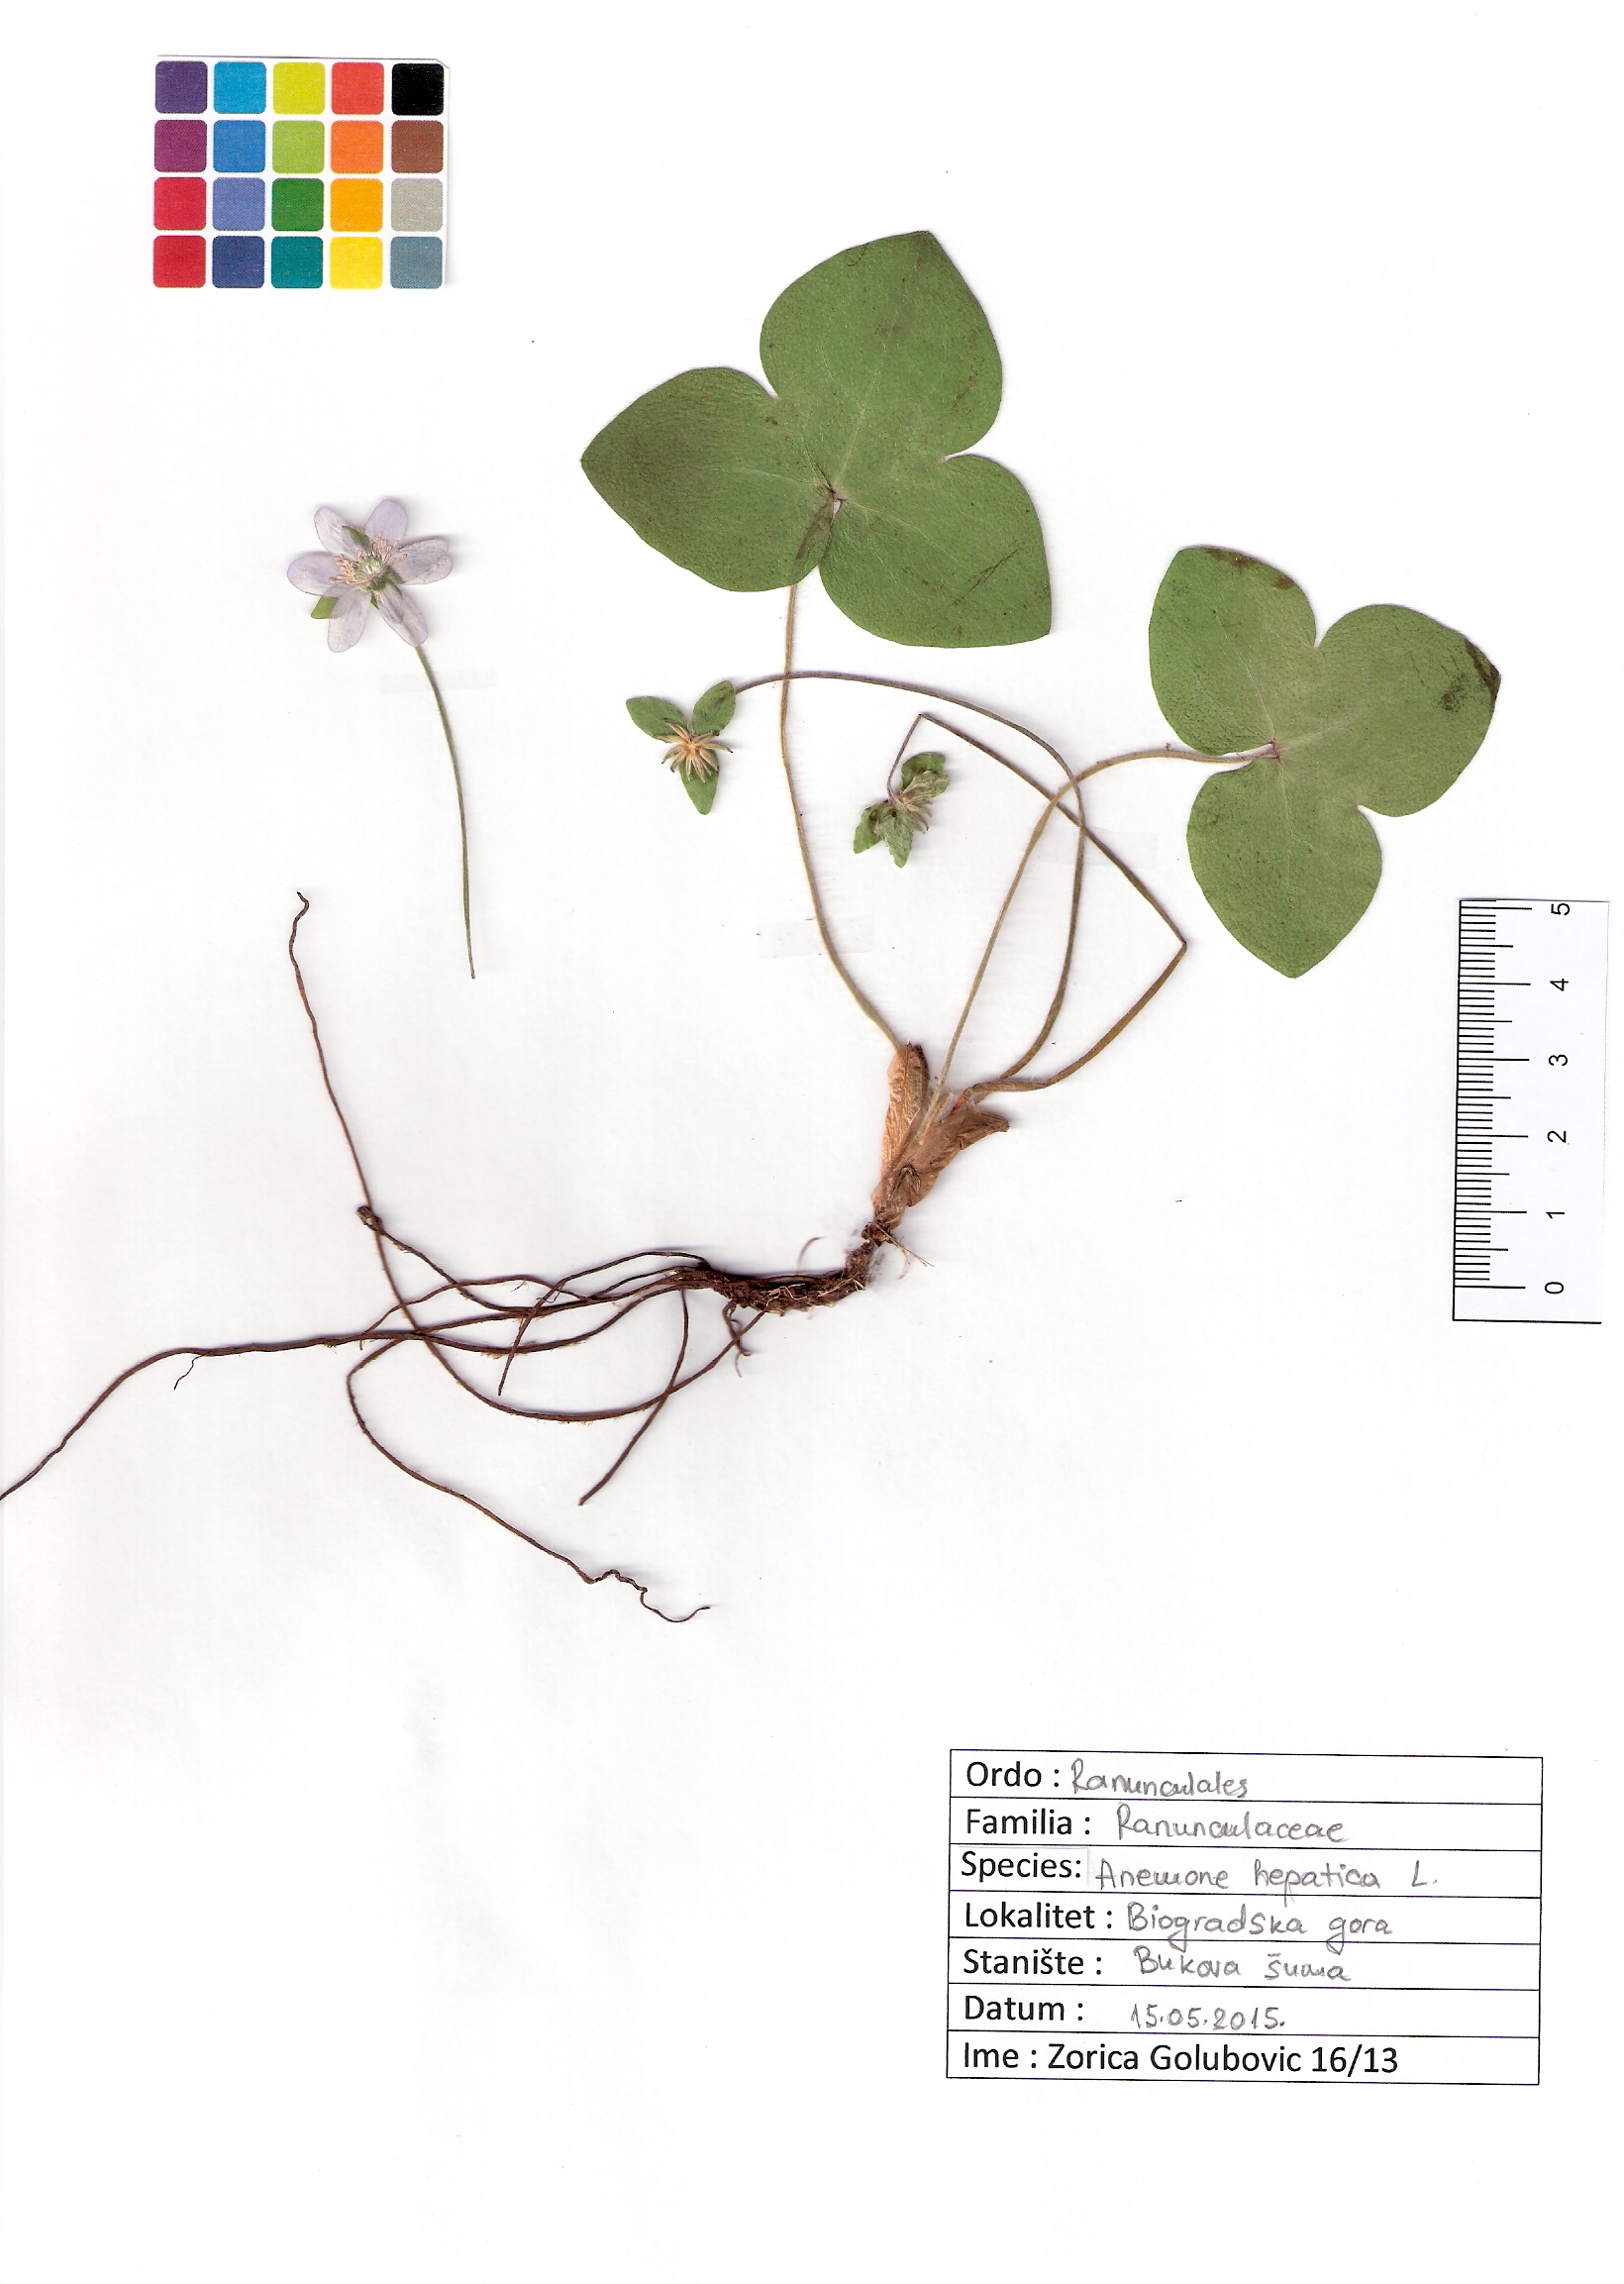 5
4
3
2
1
0
Ordo : Ranunculales
Familia : Ranunculaceae
Species: Anemone hepatica L.
Lokalitet : Biogradska gora
Stanište : Bukova šuma
Datum : 15.05.2015.
Ime : Zorica Golubovic 16/13